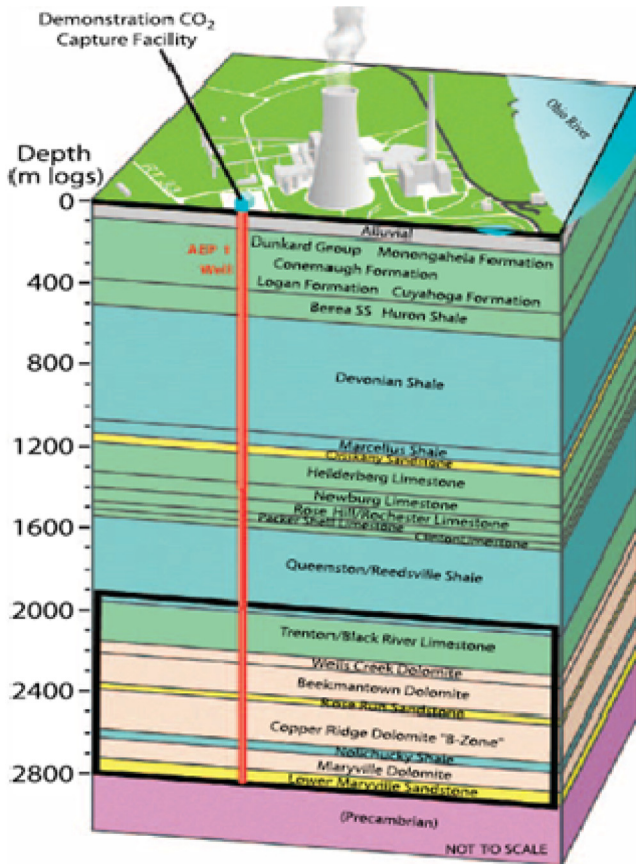 Demonstration CO2
Capture Facility
Ohio River
Depth
(m logs)
RT. 33
0
Alluvial
AEP 1
Well
Dunkard Group Monongahela Formation
Conemaugh Formation
400
Logan Formation Cuyahoga Formation
Berea SS Huron Shale
800
Devonian Shale
1200
Marcellus Shale
Oriskany Sandstone
Helderberg Limestone
Newburg Limestone
1600
Rose Hill/Rochester Limestone
Packer Shell Limestone
Clinton Limestone
Queenston/Reedsville Shale
2000
Trenton/Black River Limestone
Wells Creek Dolomite
2400
Beekmantown Dolomite
Rose Run Sandstone
Copper Ridge Dolomite "B-Zone"
Nolichucky Shale
2800
Maryville Dolomite
Lower Maryville Sandstone
(Precambrian)
NOT TO SCALE